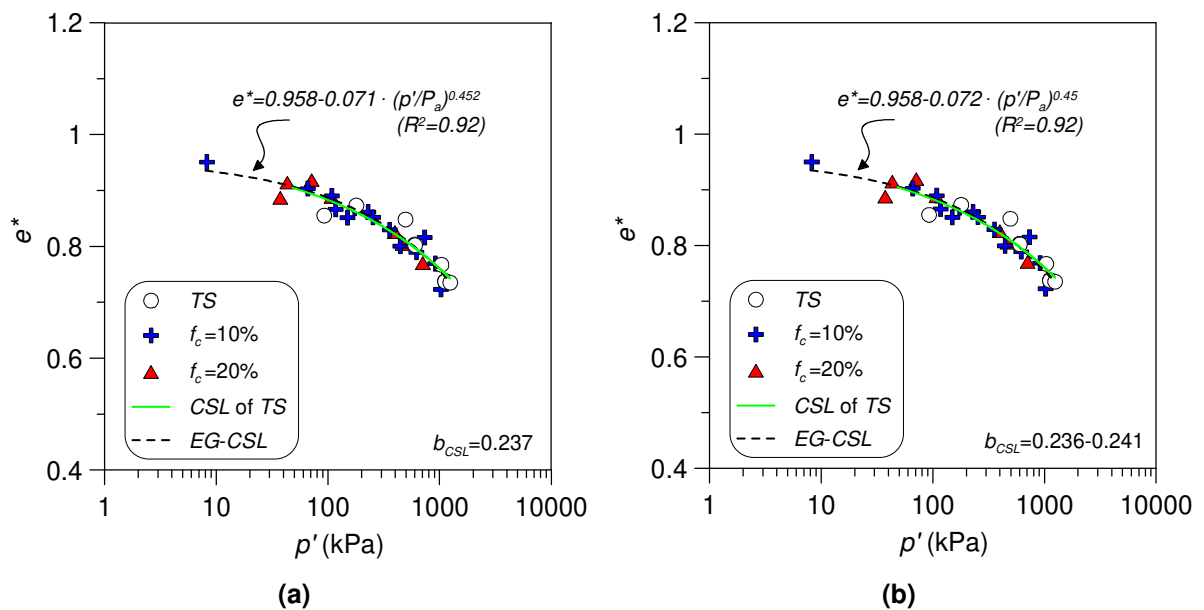 1.2
1
0.8
0.6
0.4
e*
e*=0.958-0.071 · (p'/Pa)0.452
(R2=0.92)
TS
fc=10%
fc=20%
CSL of TS
EG-CSL
bCSL=0.237
1 10 100 1000 10000
p' (kPa)
(a)
1.2
1
0.8
0.6
0.4
e*
e*=0.958-0.072 · (p'/Pa)0.45
(R2=0.92)
TS
fc=10%
fc=20%
CSL of TS
EG-CSL
bCSL=0.236-0.241
1 10 100 1000 10000
p' (kPa)
(b)